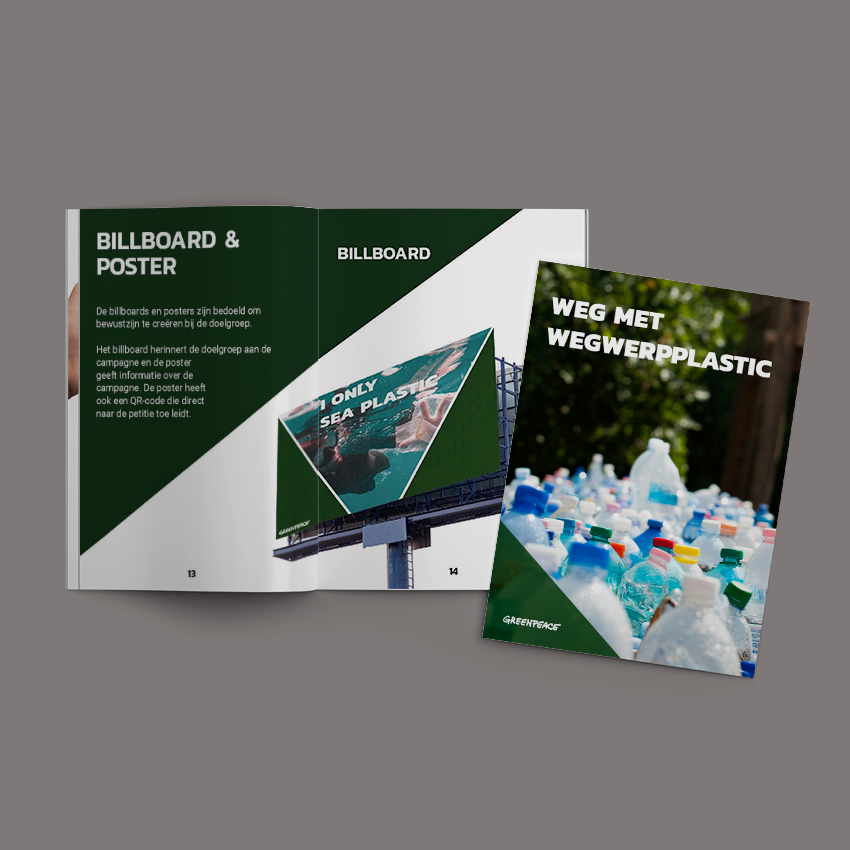 BILLBOARD &
POSTER
De billboards en posters zijn bedoeld om
bewustzijn te creëren bij de doelgroep.
Het billboard herinnert de doelgroep aan de
campagne en de poster
geeft informatie over de
campagne. De poster heeft
ook een QR-code die direct
naar de petitie toe leidt.
13
BILLBOARD
I ONLY
SEA PLASTIC
GREENPEACE
14
WEG MET
WEGWERPPLASTIC
GREENPEACE